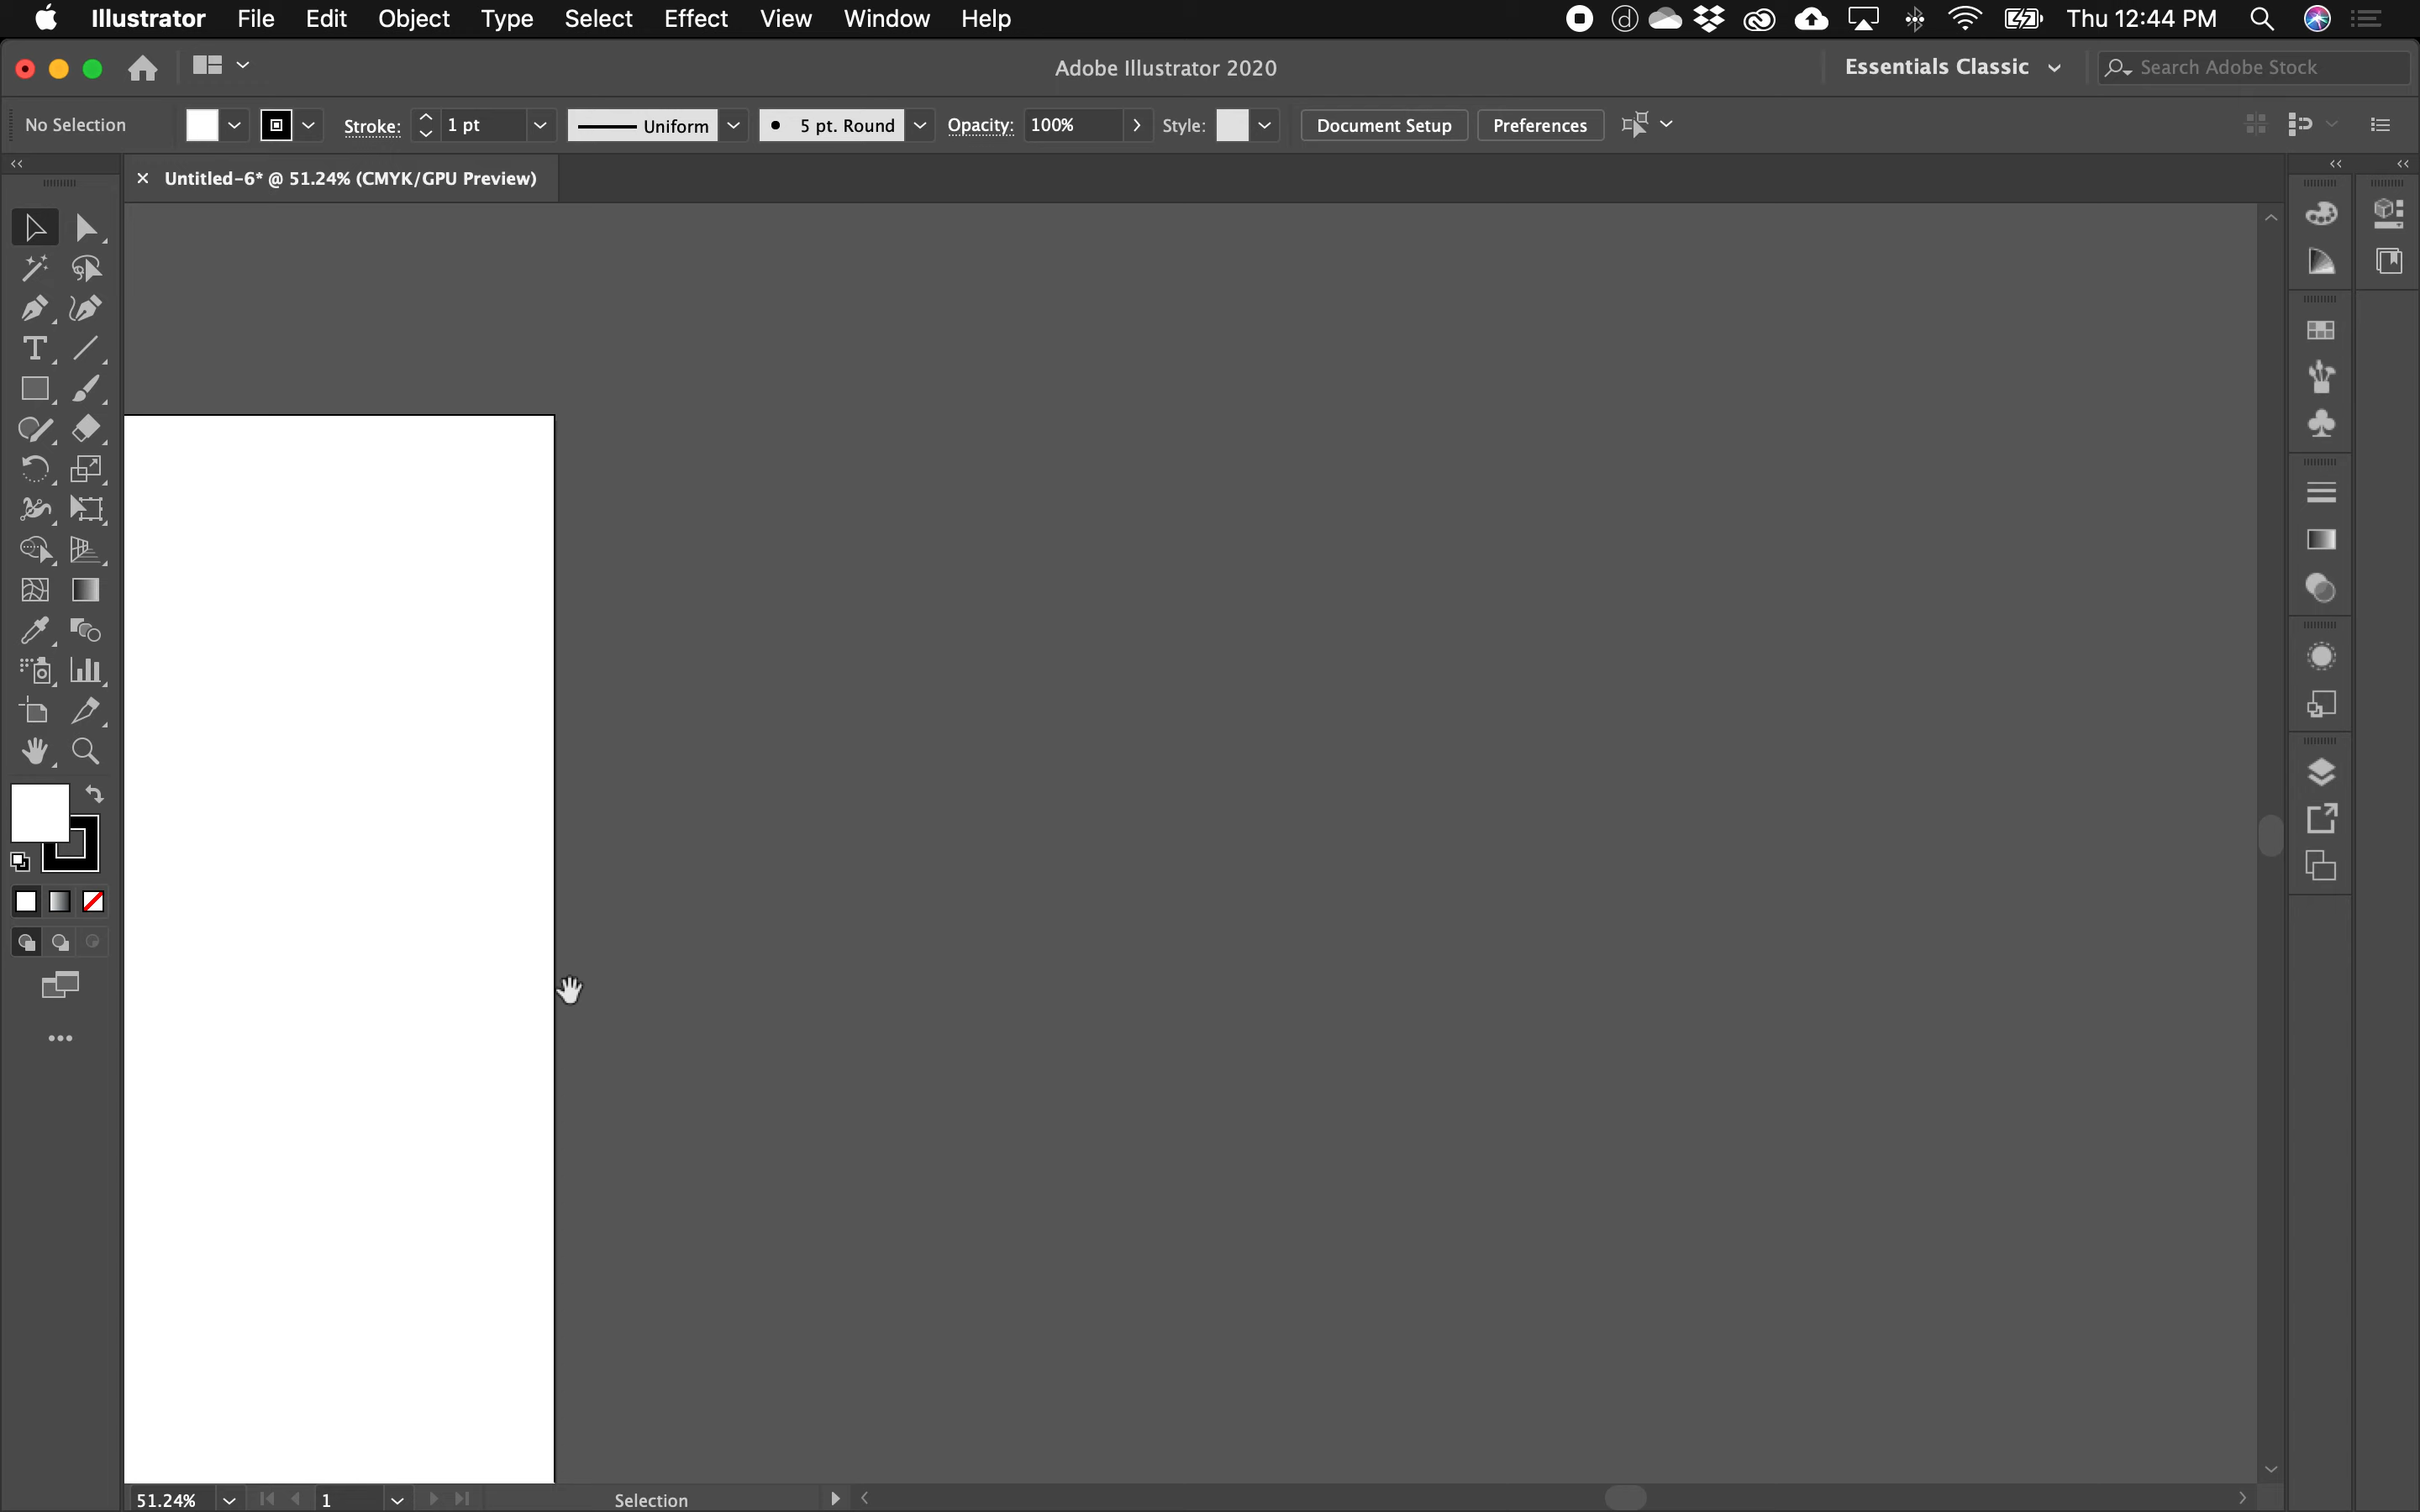 Illustrator File Edit Object Type Select Effect View Window Help Thu 12:44 PM
Adobe Illustrator 2020 Essentials Classic Search Adobe Stock
No Selection Stroke: 1 pt Uniform 5 pt. Round Opacity: 100% Style: Document Setup Preferences
Untitled-6* @ 51.24% (CMYK/GPU Preview)
51.24% 1 Selection